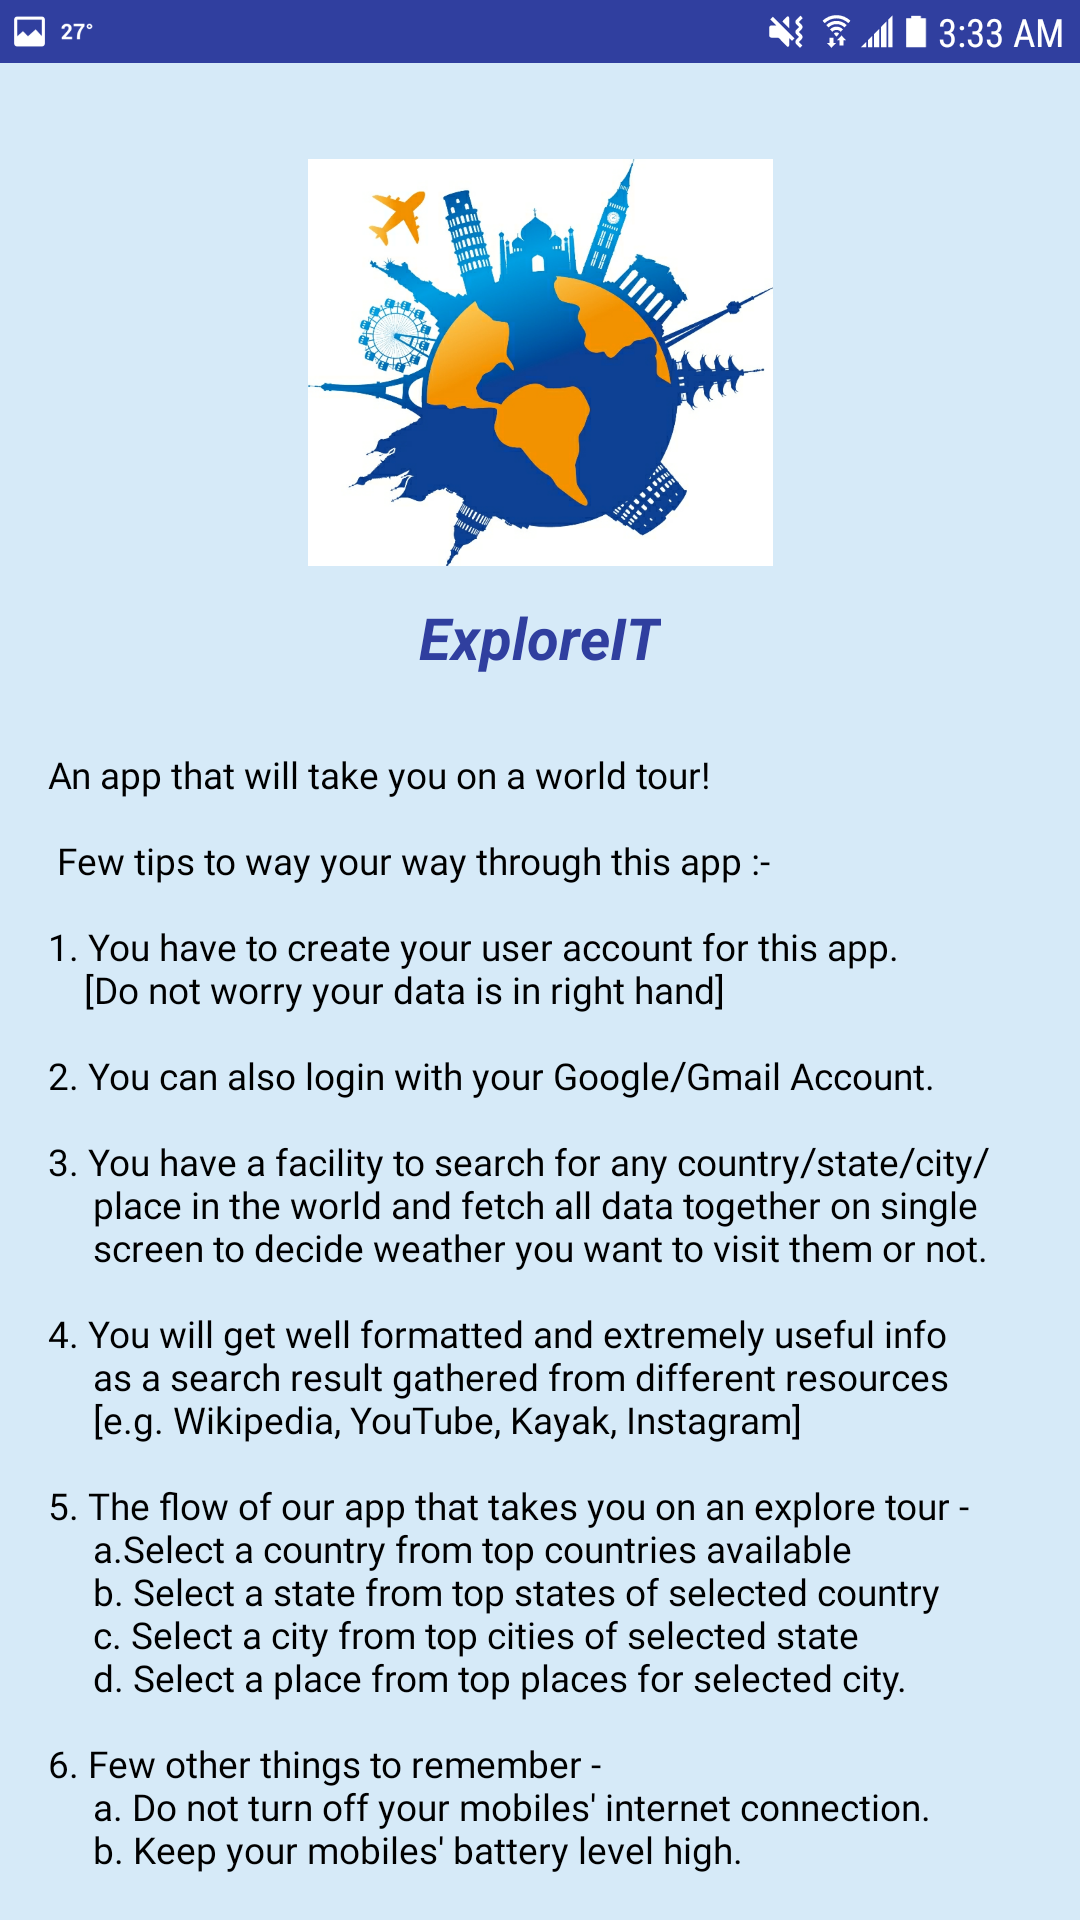 27°
3:33 AM
ExploreIT
An app that will take you on a world tour!
Few tips to way your way through this app :-
1. You have to create your user account for this app.
[Do not worry your data is in right hand]
2. You can also login with your Google/Gmail Account.
3. You have a facility to search for any country/state/city/
place in the world and fetch all data together on single
screen to decide weather you want to visit them or not.
4. You will get well formatted and extremely useful info
as a search result gathered from different resources
[e.g. Wikipedia, YouTube, Kayak, Instagram]
5. The flow of our app that takes you on an explore tour -
a.Select a country from top countries available
b. Select a state from top states of selected country
c. Select a city from top cities of selected state
d. Select a place from top places for selected city.
6. Few other things to remember -
a. Do not turn off your mobiles' internet connection.
b. Keep your mobiles' battery level high.